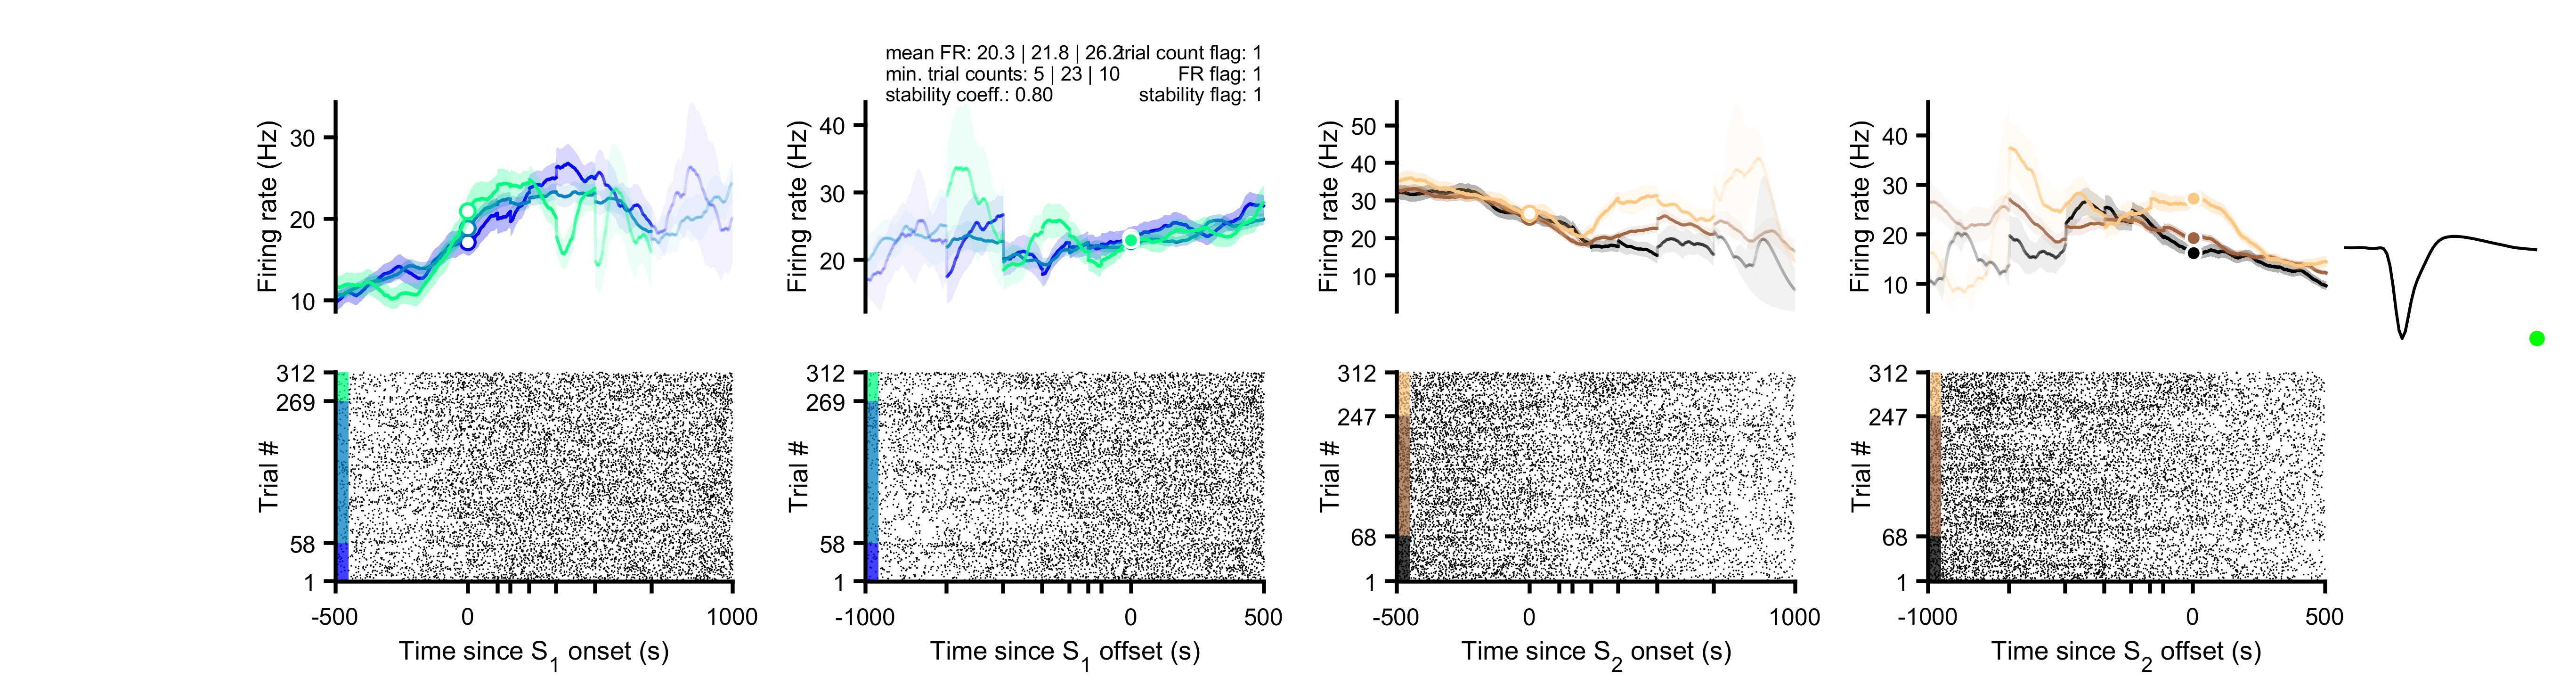 mean FR: 20.3 | 21.8 | 26.2
trial count flag: 1
min. trial counts: 5 | 23 | 10
FR flag: 1
stability coeff.: 0.80
stability flag: 1
Firing rate (Hz)
30
20
10
Firing rate (Hz)
40
30
20
Firing rate (Hz)
50
40
30
20
10
Firing rate (Hz)
40
30
20
10
Trial #
312
269
58
1
-500
0
1000
Time since S1 onset (s)
Trial #
312
269
58
1
-1000
0
500
Time since S1 offset (s)
Trial #
312
247
68
1
-500
0
1000
Time since S2 onset (s)
Trial #
312
247
68
1
-1000
0
500
Time since S2 offset (s)